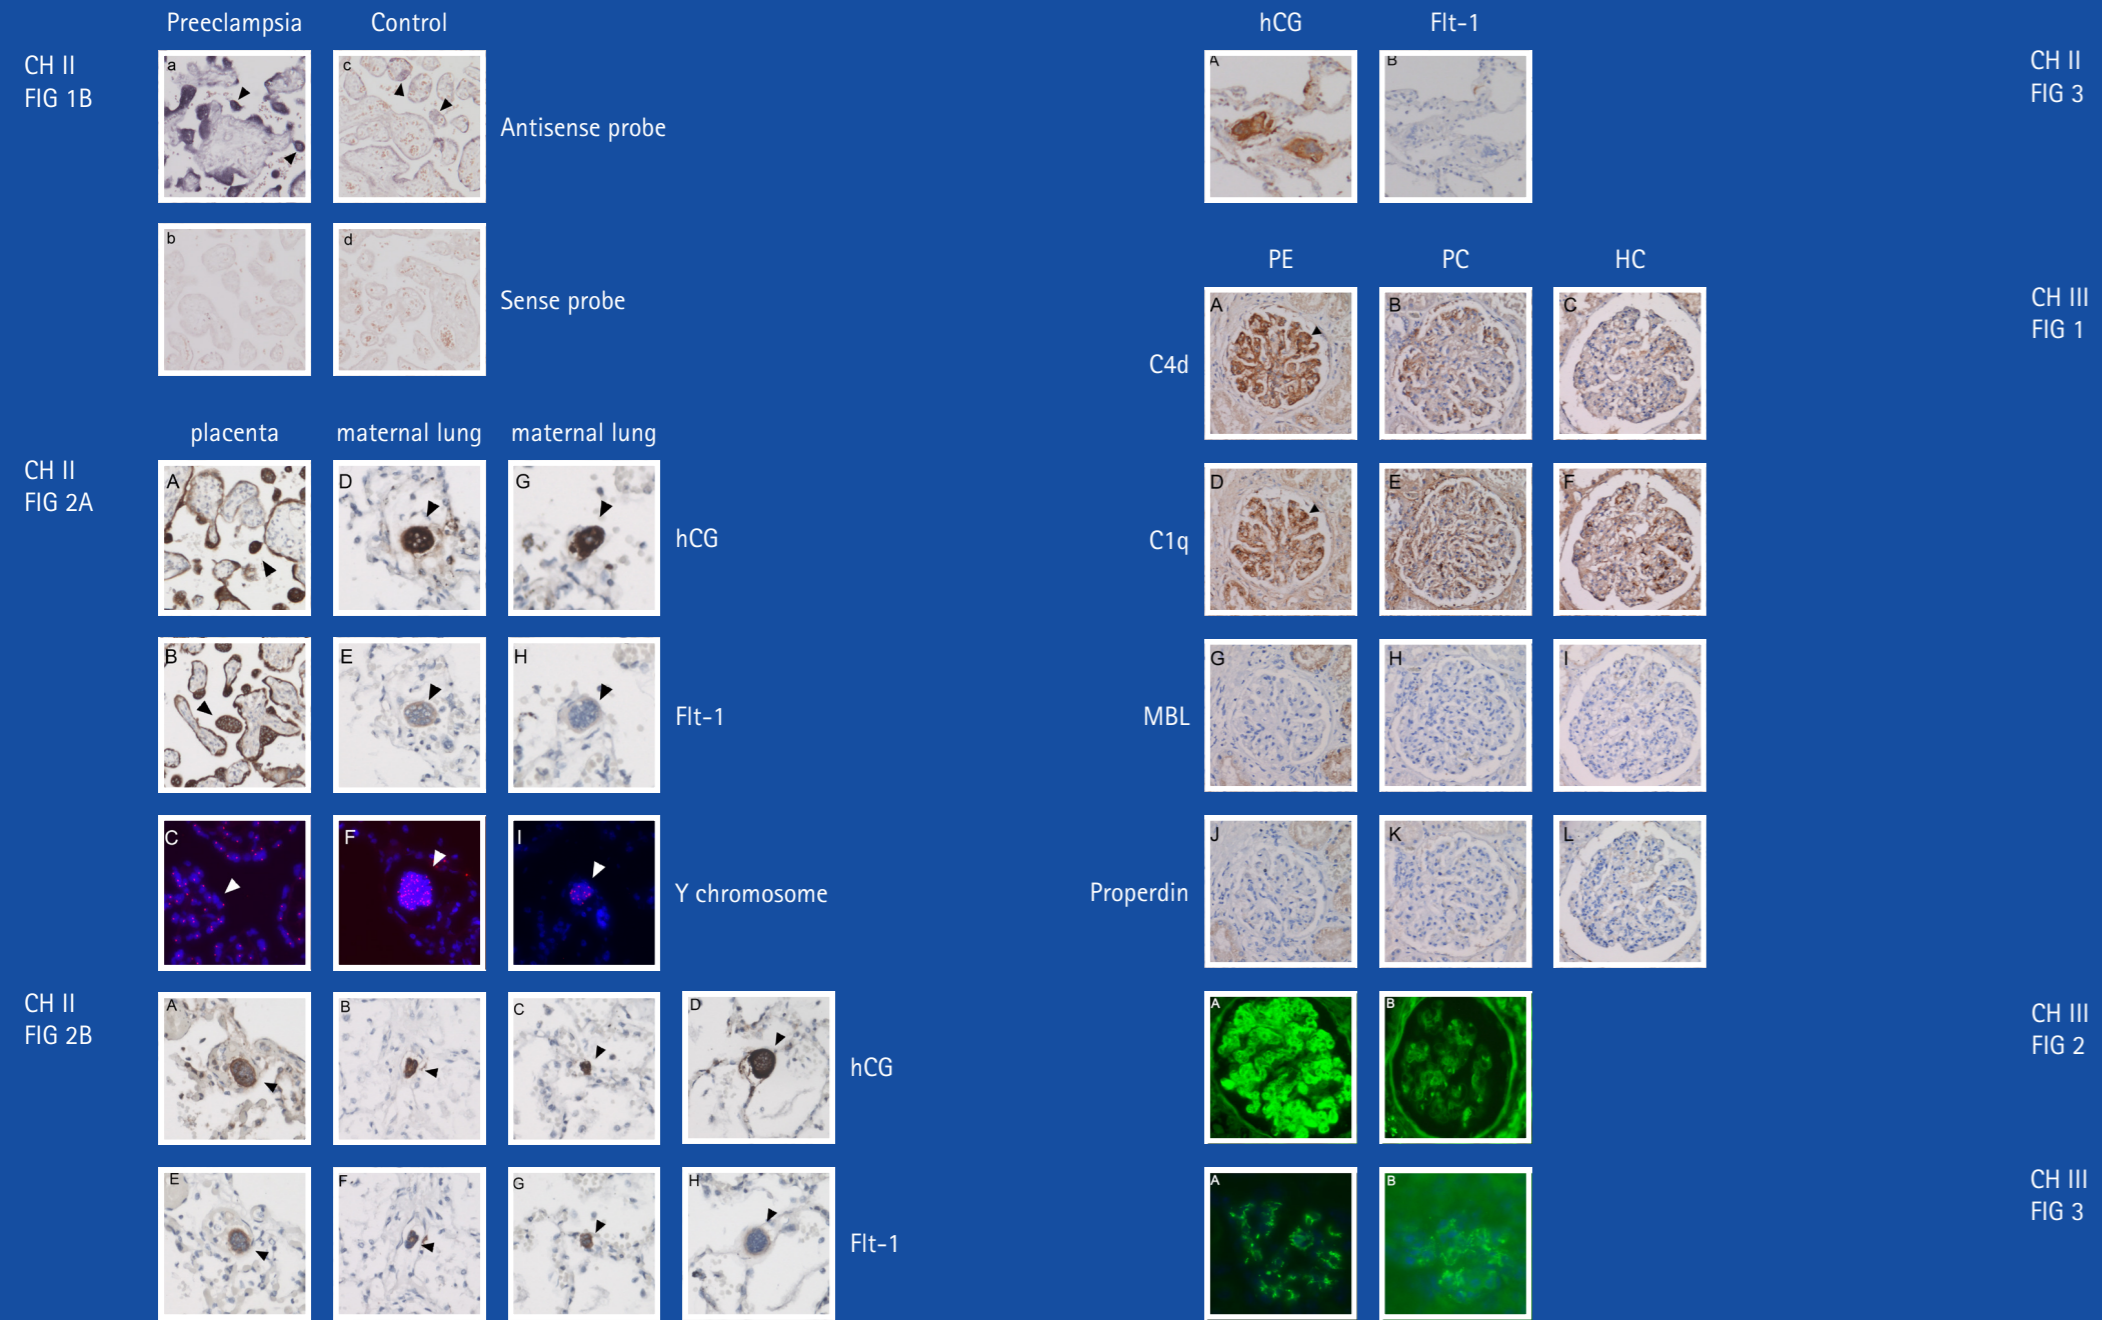 Preeclampsia Control
CH II
FIG 1B
a c
Antisense probe
b d
Sense probe
placenta maternal lung maternal lung
CH II
FIG 2A
A D G
hCG
B E H
Flt-1
C F I
Y chromosome
CH II
FIG 2B
A B C D
hCG
E F G H
Flt-1
hCG Flt-1
CH II
FIG 3
A B
PE PC HC
CH III
FIG 1
A B C
C4d
D E F
C1q
G H I
MBL
J K L
Properdin
A B
CH III
FIG 2
A B
CH III
FIG 3